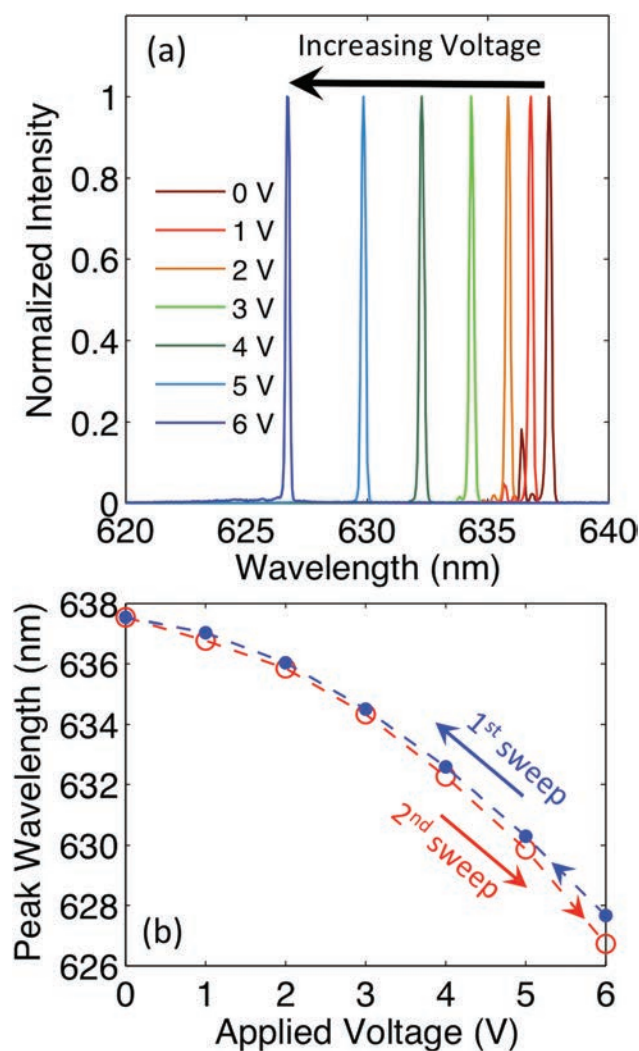 (a)
Increasing Voltage
1
0.8
0.6
0.4
0.2
0
Normalized Intensity
0 V
1 V
2 V
3 V
4 V
5 V
6 V
620 625 630 635 640
Wavelength (nm)
638
636
634
632
630
628
626
Peak Wavelength (nm)
1st sweep
2nd sweep
(b)
0 1 2 3 4 5 6
Applied Voltage (V)